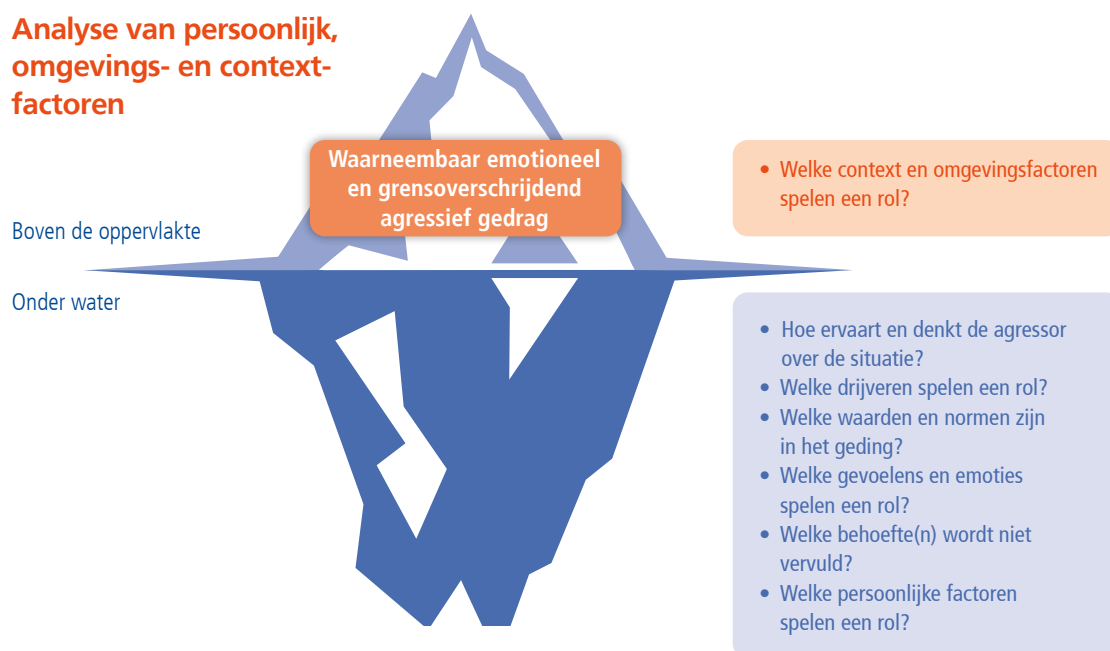 Analyse van persoonlijk,
omgevings- en context-
factoren
Waarneembaar emotioneel
en grensoverschrijdend
agressief gedrag
• Welke context en omgevingsfactoren
spelen een rol?
Boven de oppervlakte
Onder water
• Hoe ervaart en denkt de agressor
over de situatie?
• Welke drijveren spelen een rol?
• Welke waarden en normen zijn
in het geding?
• Welke gevoelens en emoties
spelen een rol?
• Welke behoefte(n) wordt niet
vervuld?
• Welke persoonlijke factoren
spelen een rol?